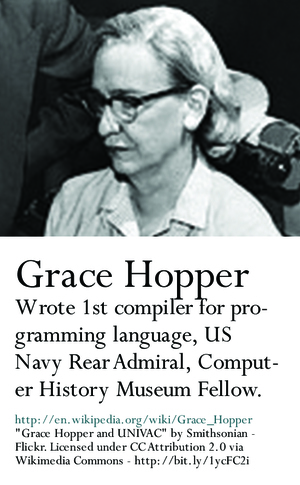 Grace Hopper
Wrote 1st compiler for pro-
gramming language, US
Navy Rear Admiral, Comput-
er History Museum Fellow.
http://en.wikipedia.org/wiki/Grace_Hopper
"Grace Hopper and UNIVAC" by Smithsonian -
Flickr. Licensed under CC Attribution 2.0 via
Wikimedia Commons - http://bit.ly/1ycFC2i